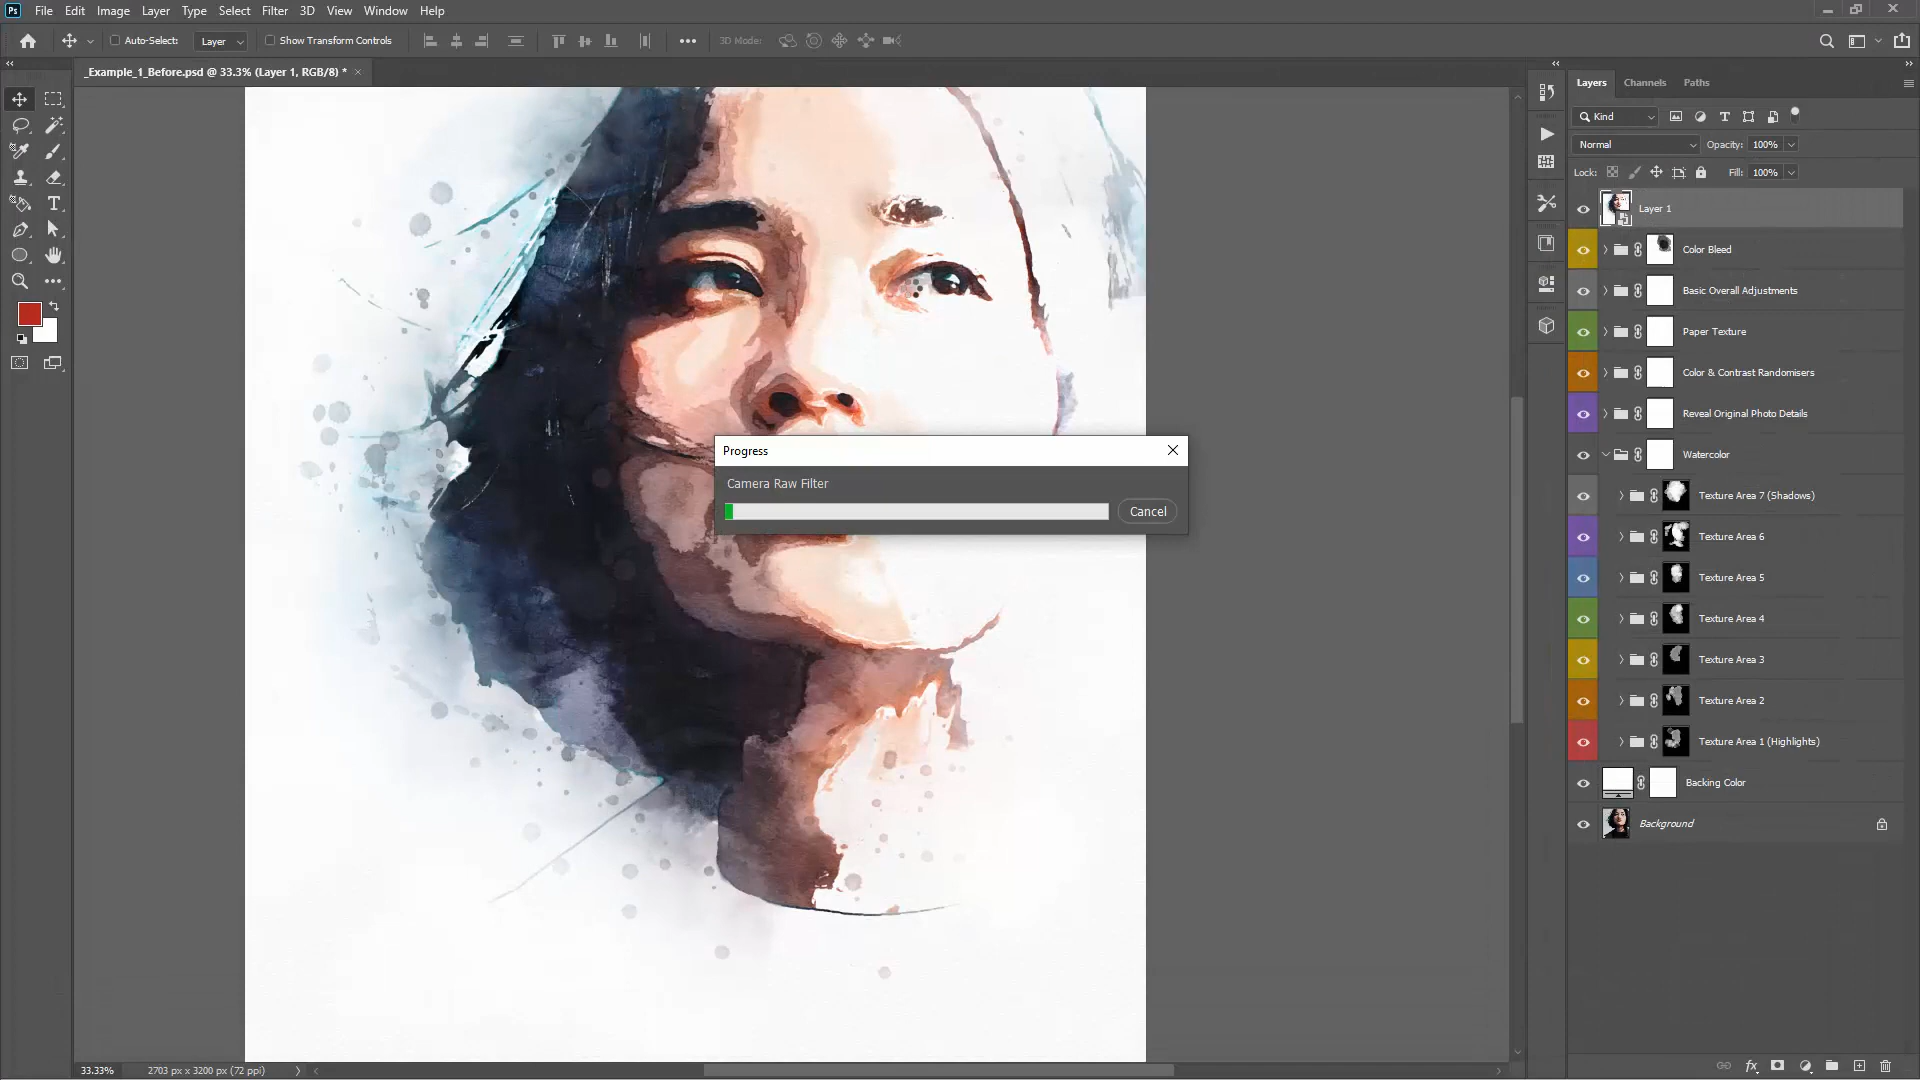 Ps File Edit Image Layer Type Select Filter 3D View Window Help
Auto-Select: Layer Show Transform Controls 3D Mode:
_Example_1_Before.psd @ 33.3% (Layer 1, RGB/8) *
Layers Channels Paths
Kind
Normal Opacity: 100%
Lock: Fill: 100%
Layer 1
Color Bleed
Basic Overall Adjustments
Paper Texture
Color & Contrast Randomisers
Reveal Original Photo Details
Watercolor
Texture Area 7 (Shadows)
Texture Area 6
Texture Area 5
Texture Area 4
Texture Area 3
Texture Area 2
Texture Area 1 (Highlights)
Backing Color
Background
Progress
Camera Raw Filter
Cancel
33.33% 2703 px x 3200 px (72 ppi)